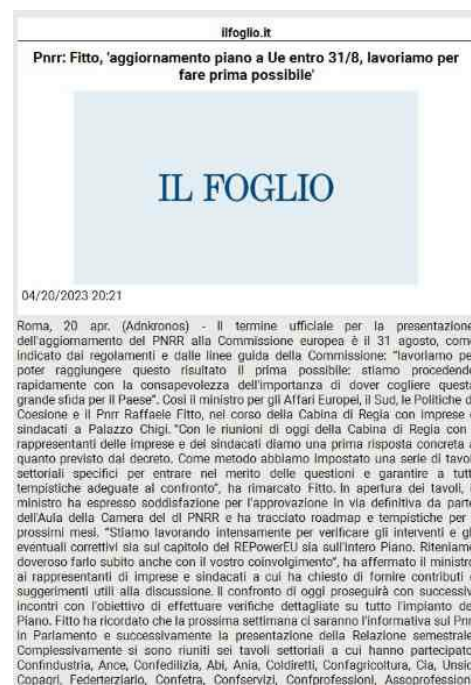 ilfoglio.it
Pnrr: Fitto, 'aggiornamento piano a Ue entro 31/8, lavoriamo per
fare prima possibile'
IL FOGLIO
04/20/2023 20:21
Roma, 20 apr. (Adnkronos) - Il termine ufficiale per la presentazione
dell'aggiornamento del PNRR alla Commissione europea è il 31 agosto, come
indicato dai regolamenti e dalle linee guida della Commissione: "lavoriamo per
poter raggiungere questo risultato il prima possibile: stiamo procedendo
rapidamente con la consapevolezza dell'importanza di dover cogliere questa
grande sfida per il Paese". Così il ministro per gli Affari Europei, il Sud, le Politiche di
Coesione e il Pnrr Raffaele Fitto, nel corso della Cabina di Regia con imprese e
sindacati a Palazzo Chigi. "Con le riunioni di oggi della Cabina di Regia con i
rappresentanti delle imprese e dei sindacati diamo una prima risposta concreta a
quanto previsto dal decreto. Come metodo abbiamo impostato una serie di tavoli
settoriali specifici per entrare nel merito delle questioni e garantire a tutti
tempistiche adeguate al confronto", ha rimarcato Fitto. In apertura dei tavoli, il
ministro ha espresso soddisfazione per l'approvazione in via definitiva da parte
dell'Aula della Camera del dl PNRR e ha tracciato roadmap e tempistiche per i
prossimi mesi. "Stiamo lavorando intensamente per verificare gli interventi e gli
eventuali correttivi sia sul capitolo del REPowerEU sia sull'intero Piano. Riteniamo
doveroso farlo subito anche con il vostro coinvolgimento", ha affermato il ministro
ai rappresentanti di imprese e sindacati a cui ha chiesto di fornire contributi e
suggerimenti utili alla discussione. Il confronto di oggi proseguirà con successivi
incontri con l'obiettivo di effettuare verifiche dettagliate su tutto l'impianto del
Piano. Fitto ha ricordato che la prossima settimana ci saranno l'informativa sul Pnrr
in Parlamento e successivamente la presentazione della Relazione semestrale.
Complessivamente si sono riuniti sei tavoli settoriali a cui hanno partecipato
Confindustria, Ance, Confedilizia, Abi, Ania, Coldiretti, Confagricoltura, Cia, Unsic,
Copagri, Federterziario, Confetra, Confservizi, Confprofessioni, Assoprofessioni,